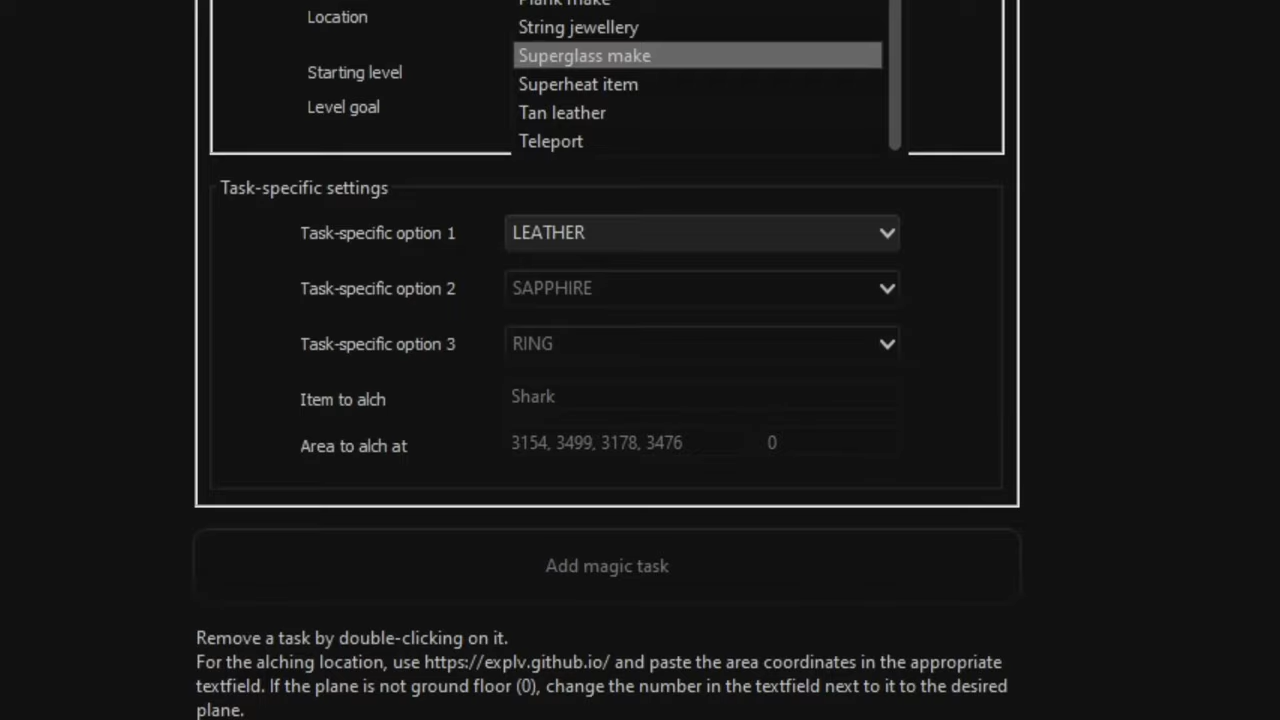 Plank make
Location
String jewellery
Superglass make
Starting level
Superheat item
Level goal
Tan leather
Teleport
Task-specific settings
Task-specific option 1 LEATHER
Task-specific option 2 SAPPHIRE
Task-specific option 3 RING
Item to alch Shark
Area to alch at 3154, 3499, 3178, 3476 0
Add magic task
Remove a task by double-clicking on it.
For the alching location, use https://explv.github.io/ and paste the area coordinates in the appropriate
textfield. If the plane is not ground floor (0), change the number in the textfield next to it to the desired
plane.